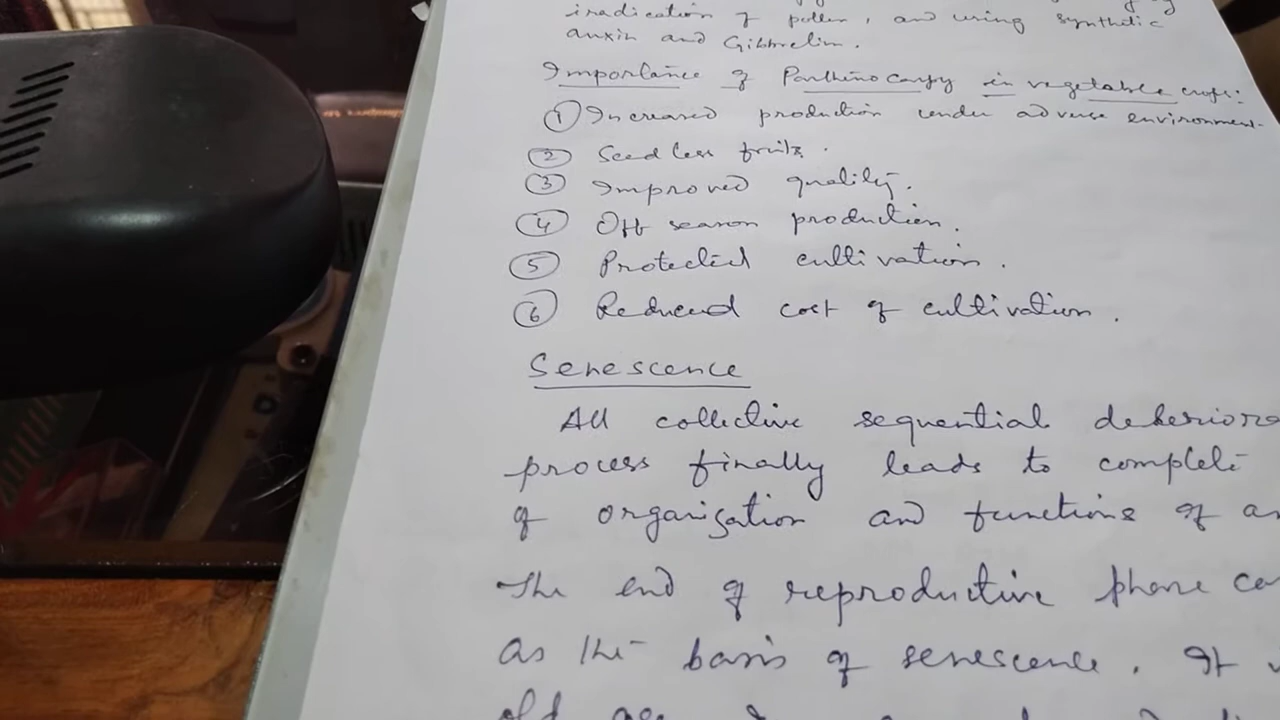 iradication of pollen, and using synthetic
auxin and Gibbrelin.
Importance of Parthinocarpy in vegetable crops:
① Increased production under adverse environment.
② Seedless fruits.
③ Improved quality.
④ Off season production.
⑤ Protected cultivation.
⑥ Reduced cost of cultivation.
Senescence
All collective sequential deteriora
process finally leads to complete
of organization and functions of an
The end of reproductive phase
as the basis of senescence. It